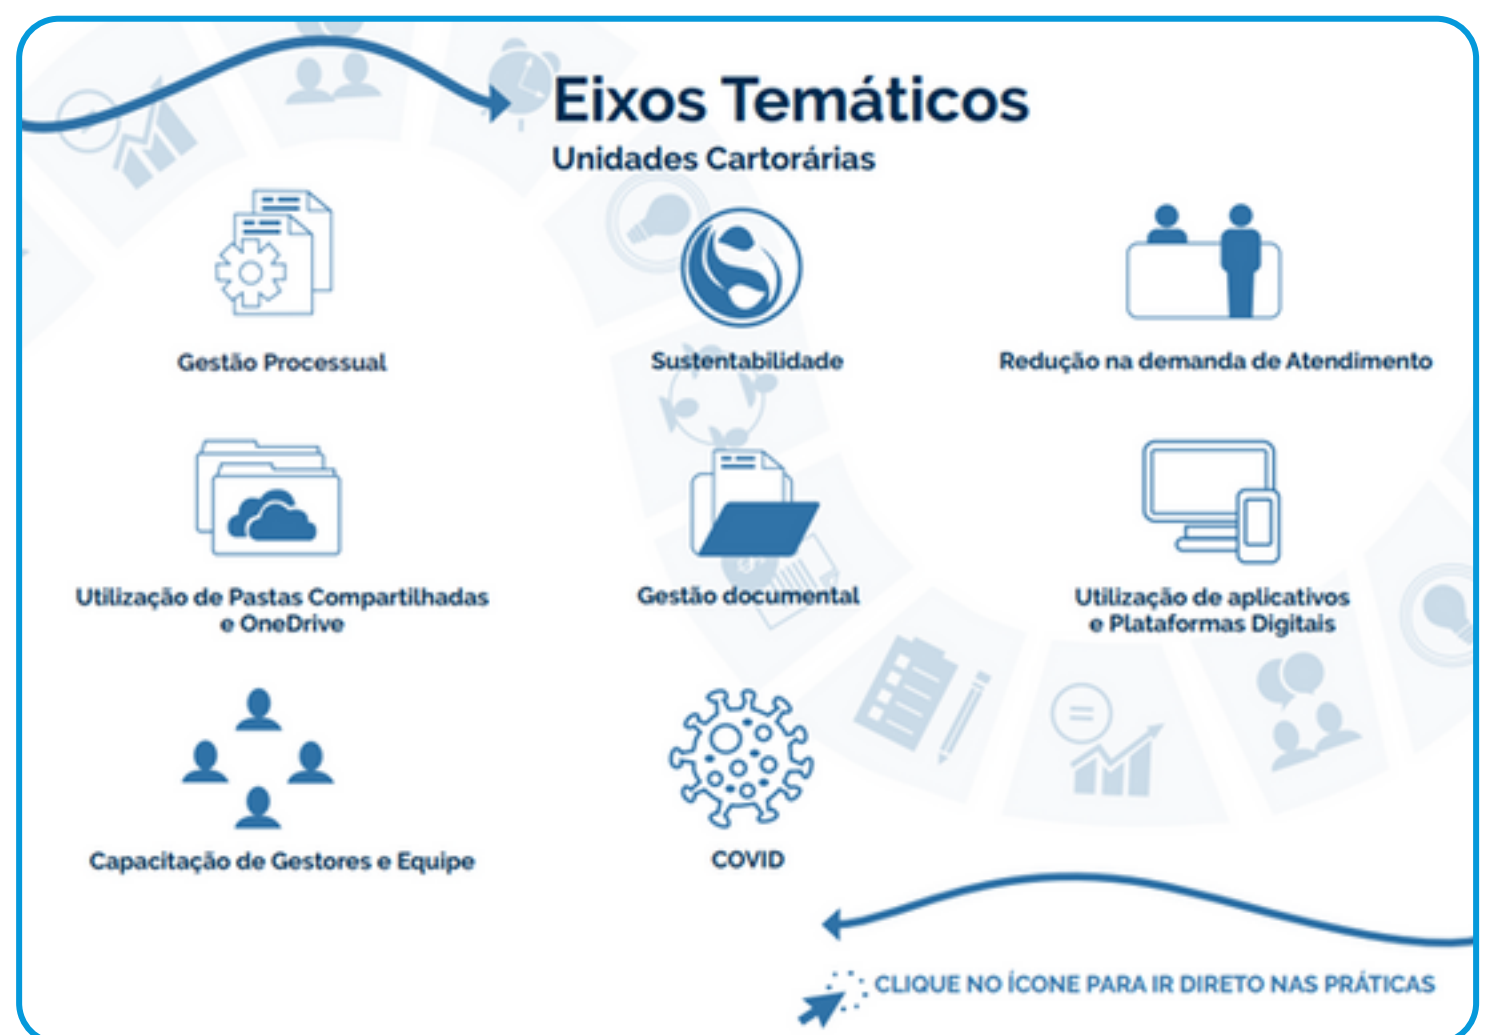 Eixos Temáticos
Unidades Cartorárias
Gestão Processual
Sustentabilidade
Redução na demanda de Atendimento
Utilização de Pastas Compartilhadas
e OneDrive
Gestão documental
Utilização de aplicativos
e Plataformas Digitais
Capacitação de Gestores e Equipe
COVID
CLIQUE NO ÍCONE PARA IR DIRETO NAS PRÁTICAS